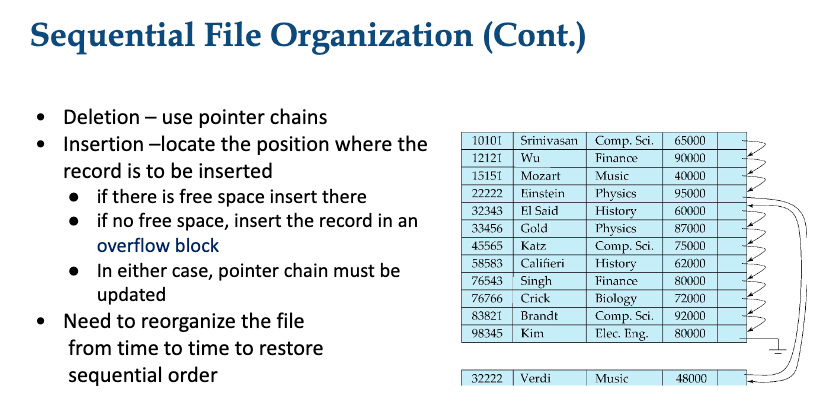 Sequential File Organization (Cont.)
• Deletion – use pointer chains
• Insertion –locate the position where the
record is to be inserted
• if there is free space insert there
• if no free space, insert the record in an
overflow block
• In either case, pointer chain must be
updated
• Need to reorganize the file
from time to time to restore
sequential order
10101 Srinivasan Comp. Sci. 65000
12121 Wu Finance 90000
15151 Mozart Music 40000
22222 Einstein Physics 95000
32343 El Said History 60000
33456 Gold Physics 87000
45565 Katz Comp. Sci. 75000
58583 Califieri History 62000
76543 Singh Finance 80000
76766 Crick Biology 72000
83821 Brandt Comp. Sci. 92000
98345 Kim Elec. Eng. 80000
32222 Verdi Music 48000